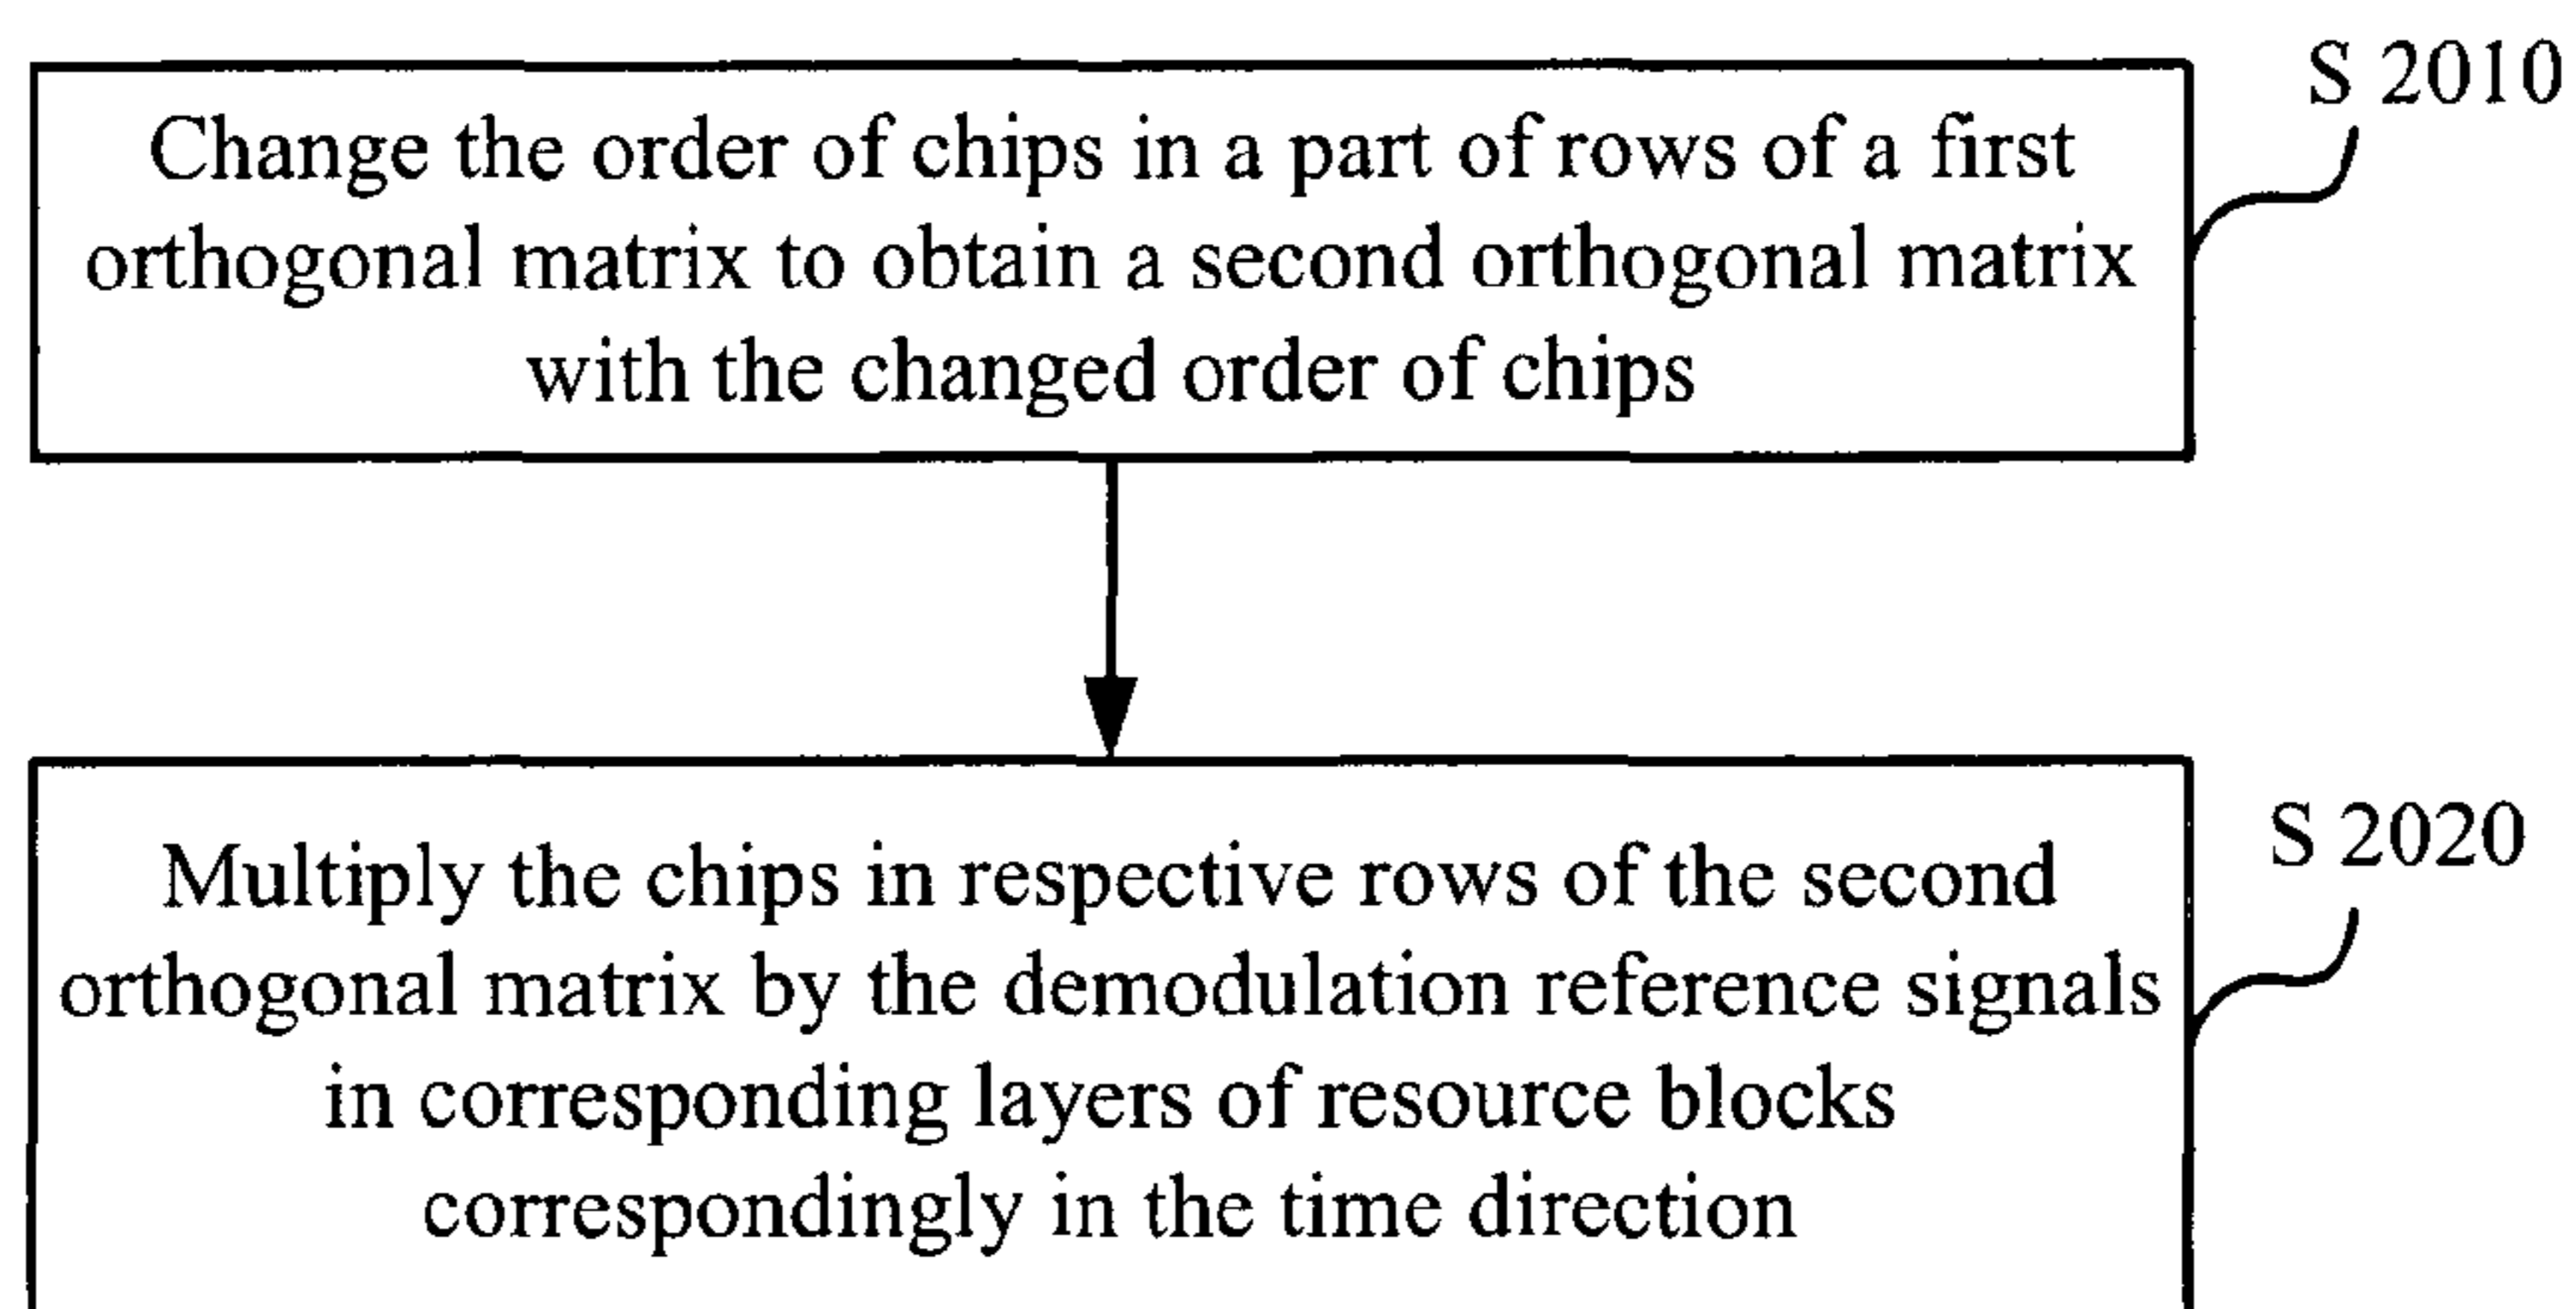 S 2010
Change the order of chips in a part of rows of a first
orthogonal matrix to obtain a second orthogonal matrix
with the changed order of chips
S 2020
Multiply the chips in respective rows of the second
orthogonal matrix by the demodulation reference signals
in corresponding layers of resource blocks
correspondingly in the time direction